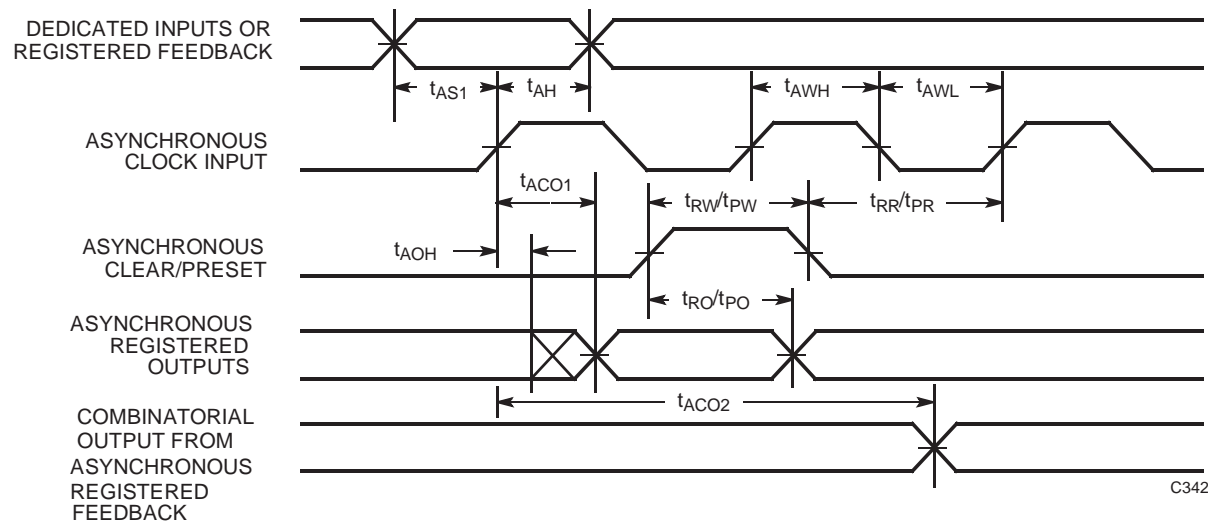 DEDICATED INPUTS OR
REGISTERED FEEDBACK
tAS1
tAH
tAWH
tAWL
ASYNCHRONOUS
CLOCK INPUT
tACO1
tRW/tPW
tRR/tPR
ASYNCHRONOUS
CLEAR/PRESET
tAOH
tRO/tPO
ASYNCHRONOUS
REGISTERED
OUTPUTS
tACO2
COMBINATORIAL
OUTPUT FROM
ASYNCHRONOUS
REGISTERED
FEEDBACK
C342